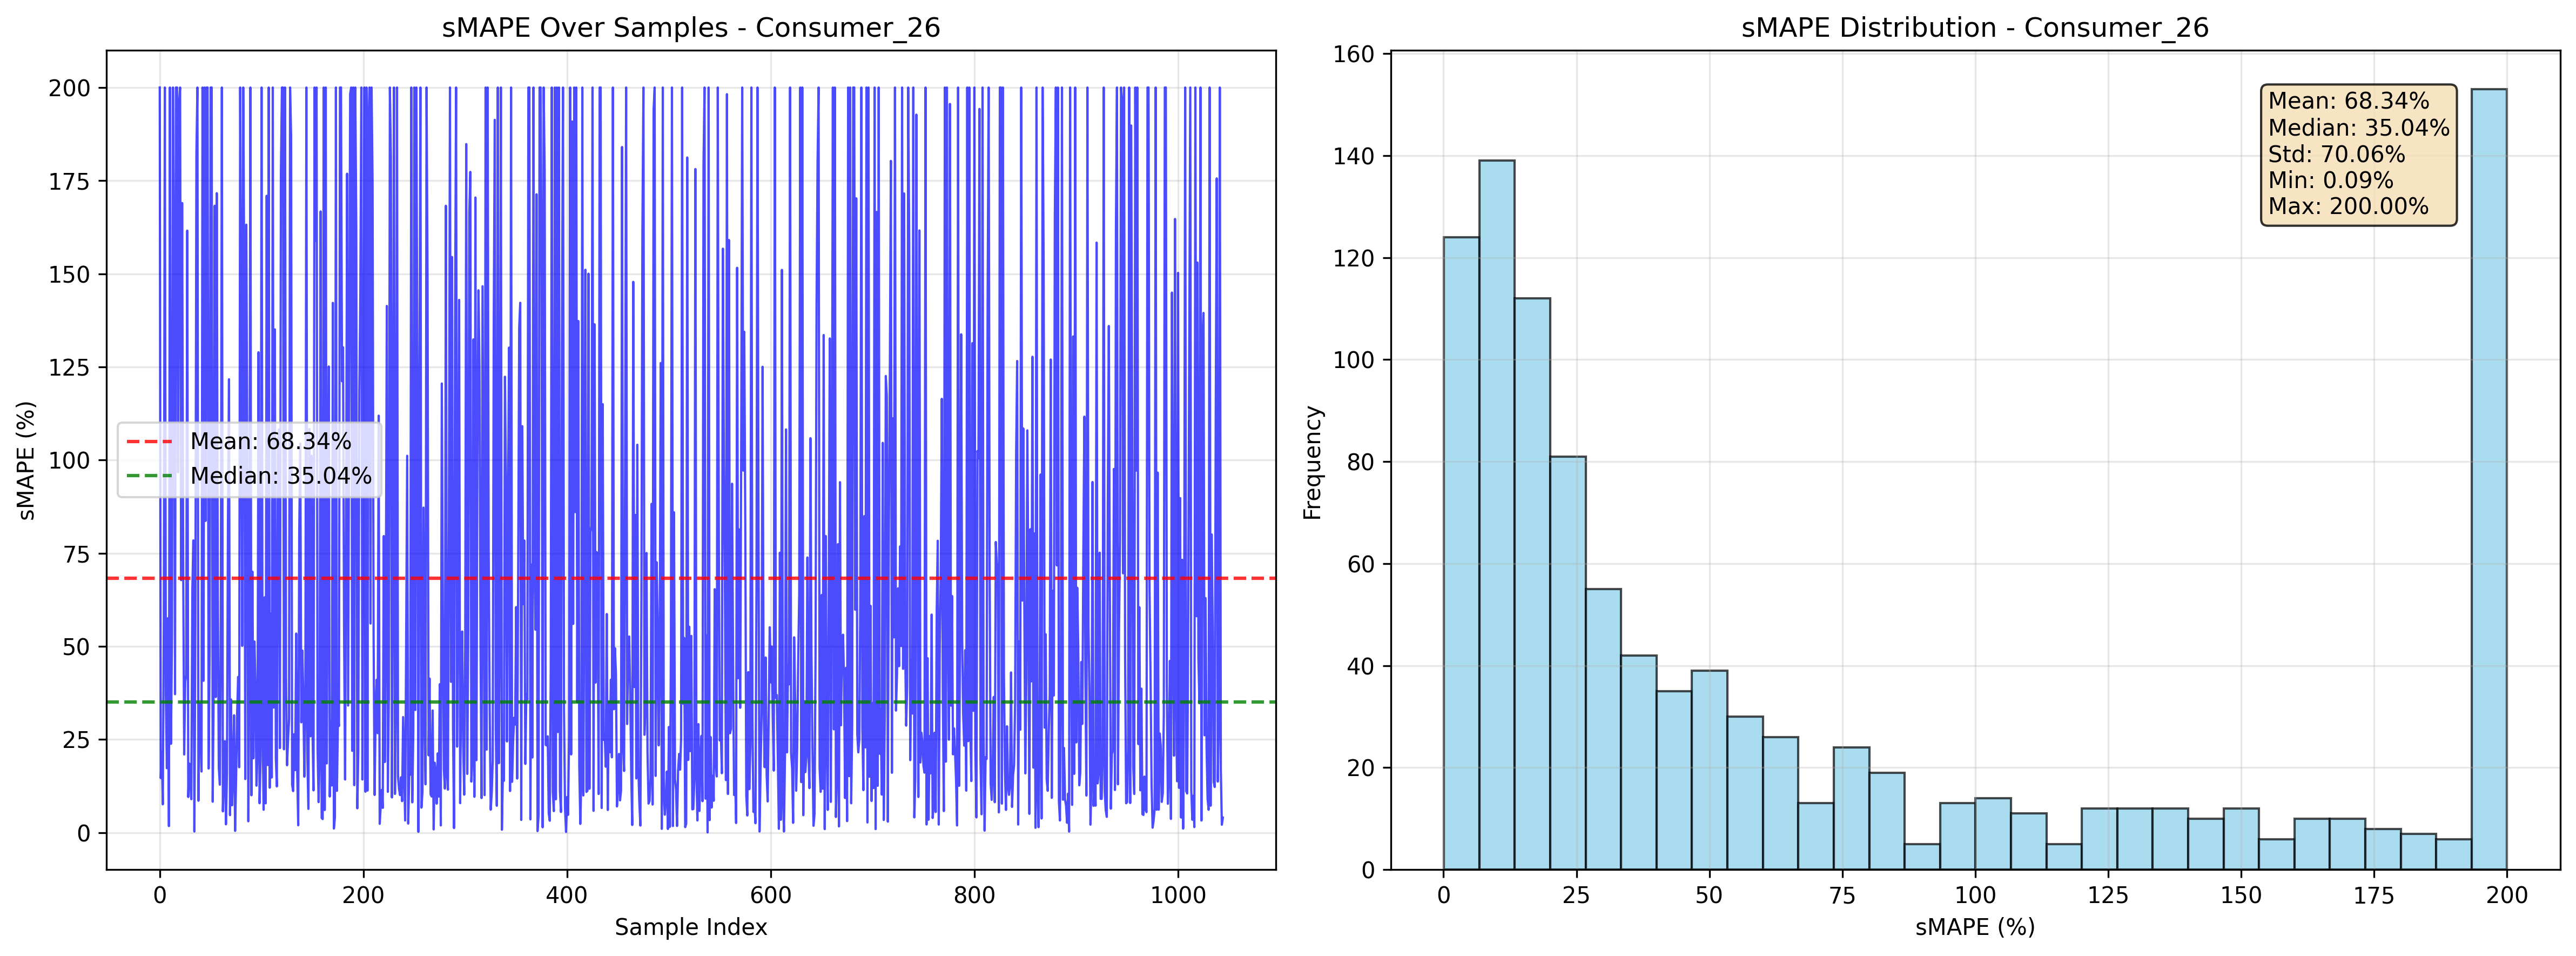 sMAPE Over Samples - Consumer_26
sMAPE (%)
200
175
150
125
100
75
50
25
0
Mean: 68.34%
Median: 35.04%
0 200 400 600 800 1000
Sample Index
sMAPE Distribution - Consumer_26
Frequency
160
140
120
100
80
60
40
20
0
Mean: 68.34%
Median: 35.04%
Std: 70.06%
Min: 0.09%
Max: 200.00%
0 25 50 75 100 125 150 175 200
sMAPE (%)